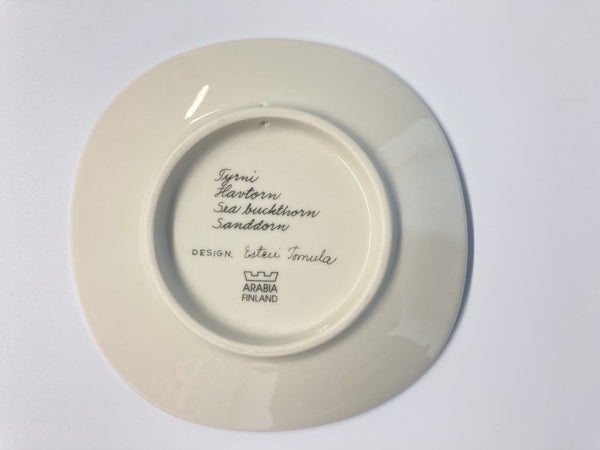 Tyrni
Havtorn
Sea buckthorn
Sanddorn
DESIGN. Esteri Tomula
ARABIA
FINLAND